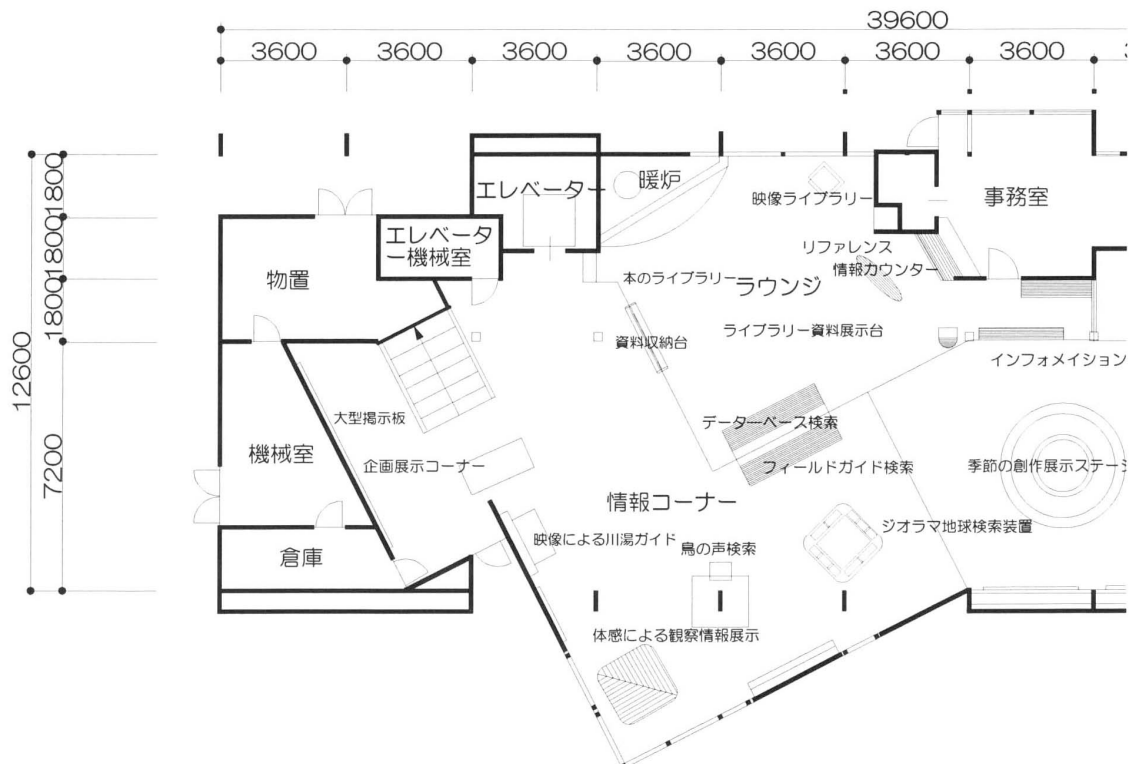 39600
3600 3600 3600 3600 3600 3600 3600
12600
1800
1800
1800
7200
エレベーター
暖炉
映像ライブラリー
事務室
エレベータ
ー機械室
物置
リファレンス
情報カウンター
本のライブラリー
ラウンジ
資料収納台
ライブラリー資料展示台
インフォメイション
大型掲示板
データーベース検索
機械室
企画展示コーナー
フィールドガイド検索
季節の創作展示ステージ
情報コーナー
ジオラマ地球検索装置
映像による川湯ガイド
鳥の声検索
倉庫
体感による観察情報展示